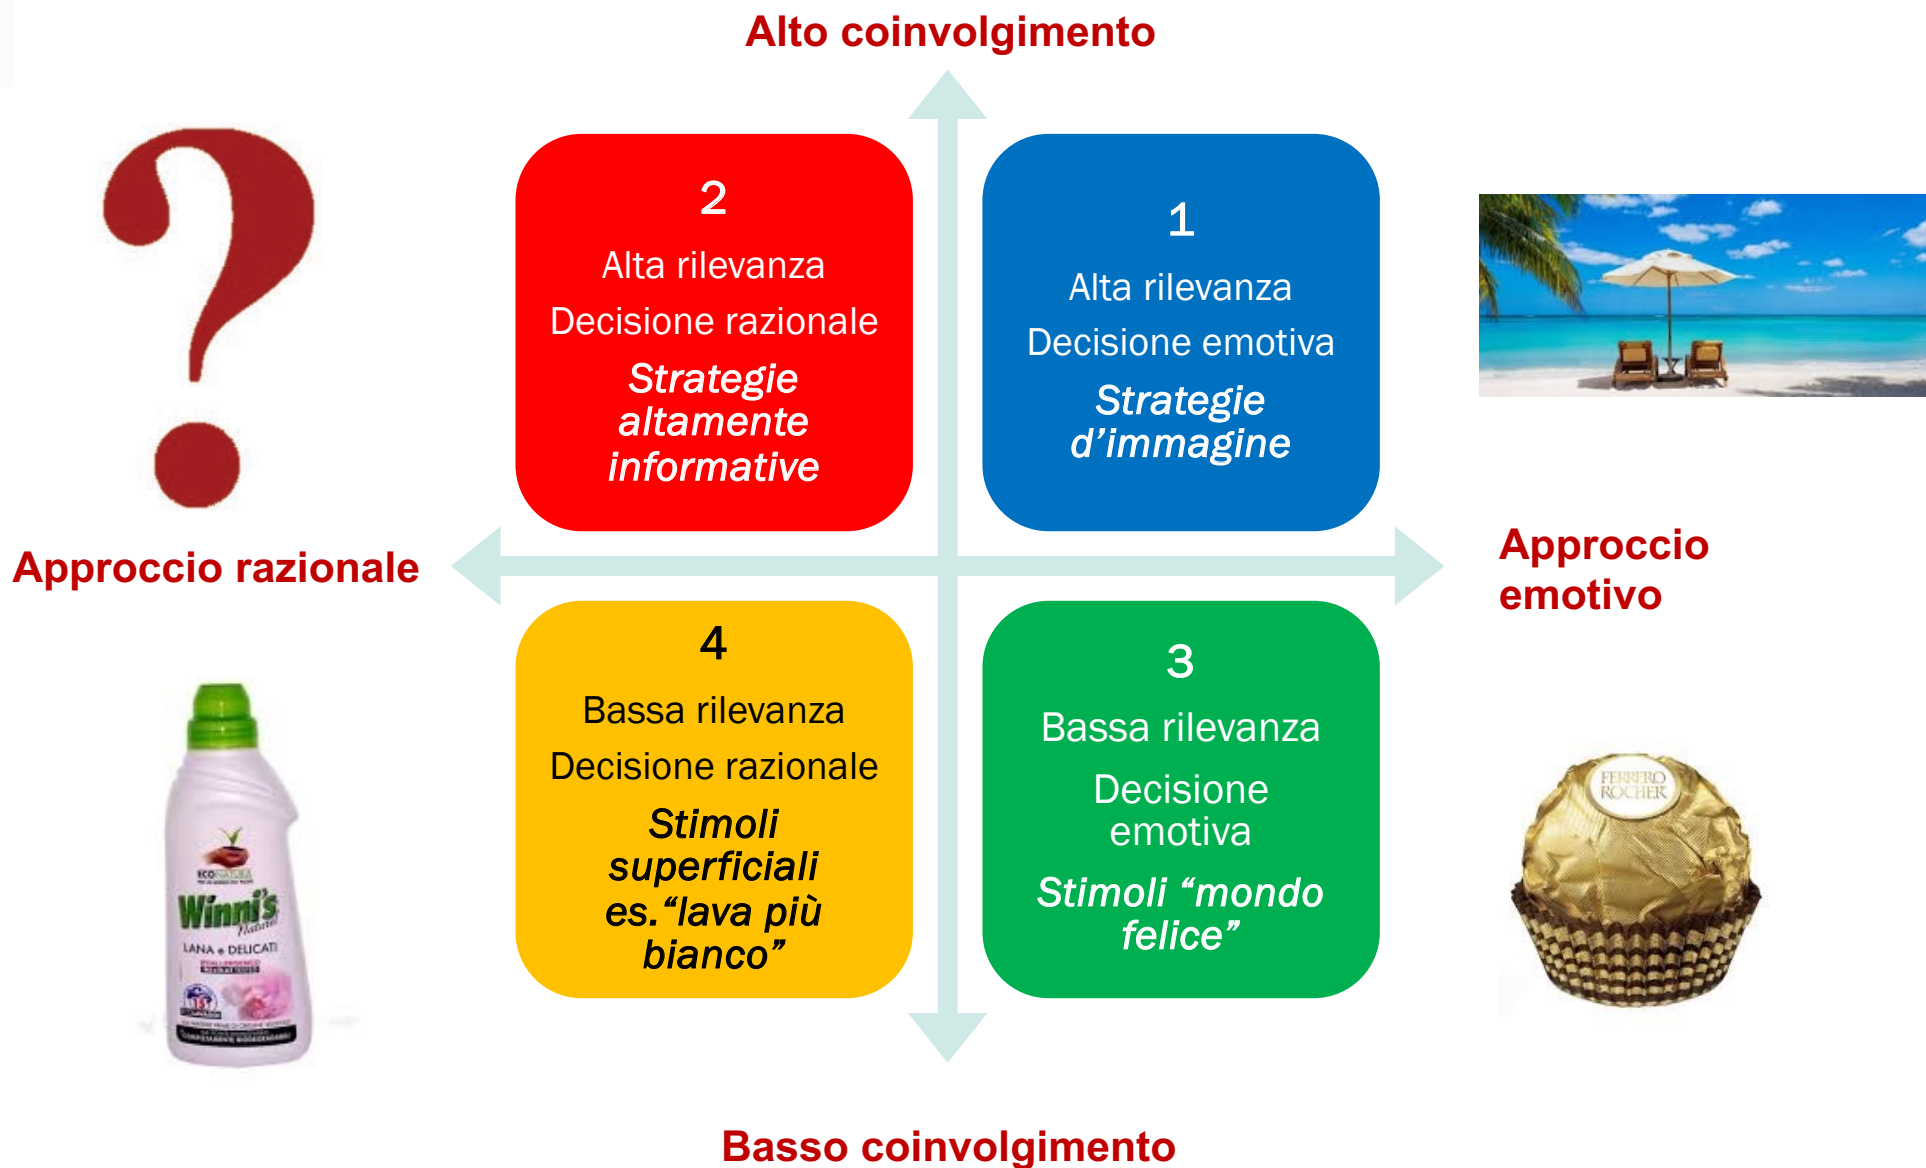 Alto coinvolgimento
2
Alta rilevanza
Decisione razionale
Strategie
altamente
informative
1
Alta rilevanza
Decisione emotiva
Strategie
d’immagine
Approccio razionale
Approccio
emotivo
4
Bassa rilevanza
Decisione razionale
Stimoli
superficiali
es.“lava più
bianco”
3
Bassa rilevanza
Decisione
emotiva
Stimoli “mondo
felice”
Winni's
Naturel
LANA e DELICATI
FERRERO
ROCHER
Basso coinvolgimento